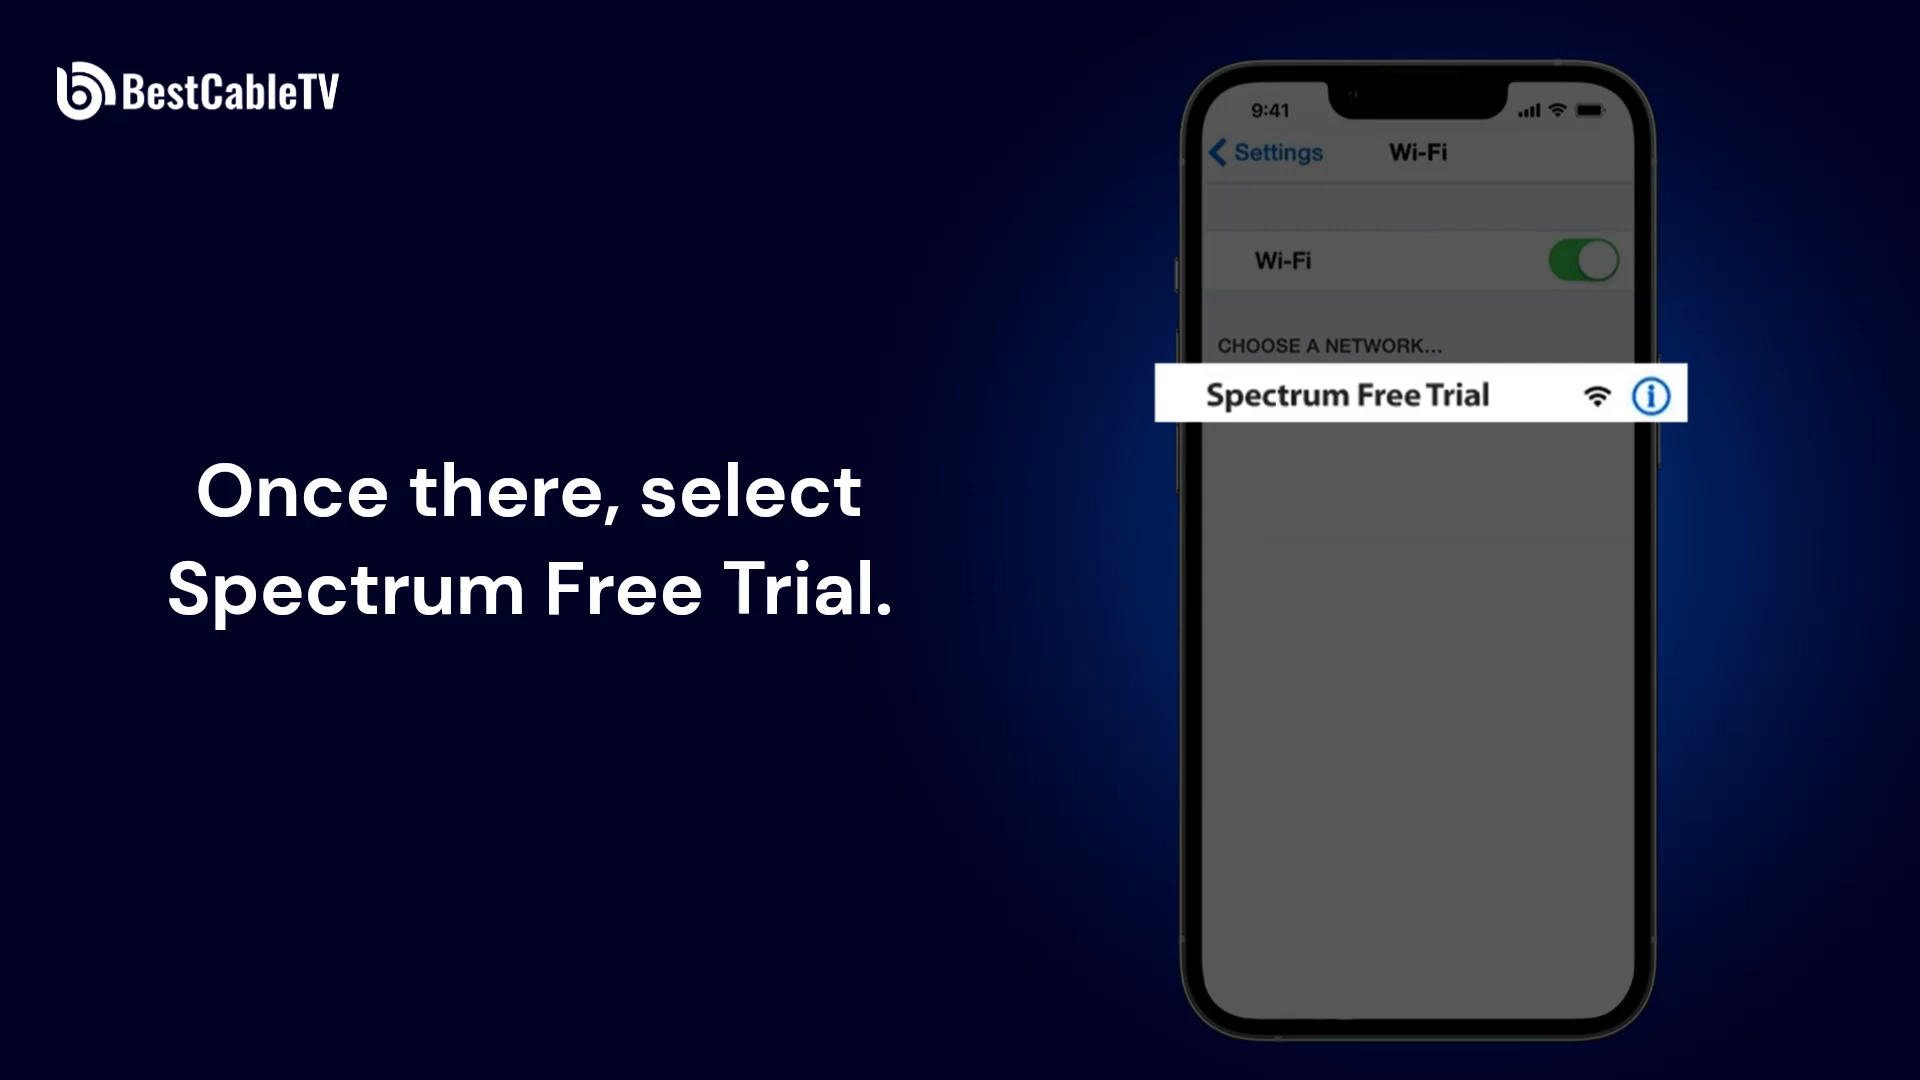 BestCableTV
Once there, select
Spectrum Free Trial.
9:41
Settings
Wi-Fi
Wi-Fi
CHOOSE A NETWORK...
Spectrum Free Trial